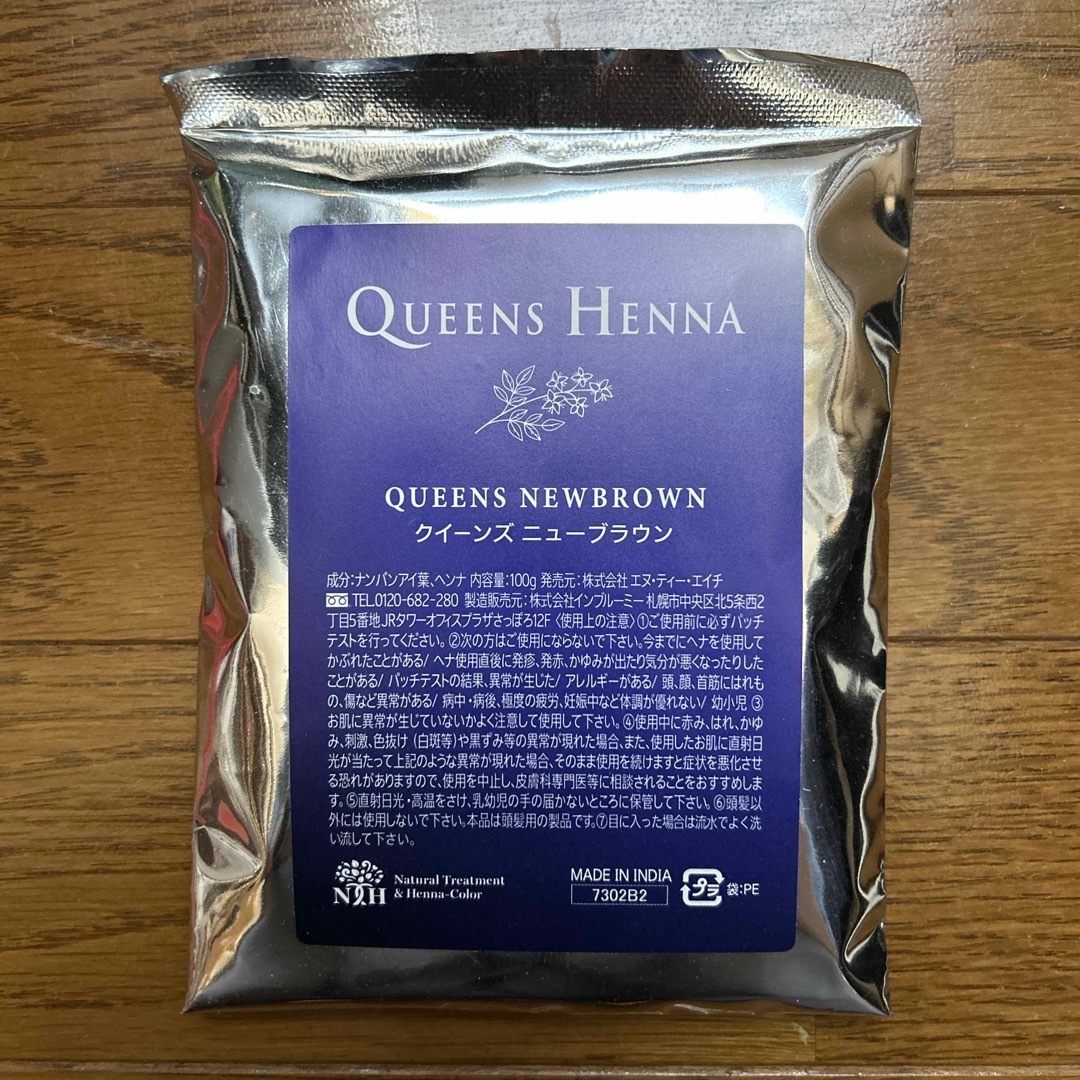 QUEENS HENNA
QUEENS NEWBROWN
クイーンズ ニューブラウン
成分:ナンバンアイ葉、ヘンナ 内容量:100g 発売元:株式会社 エヌ・ティー・エイチ
TEL.0120-682-280 製造販売元:株式会社インブルーミー 札幌市中央区北5条西2
丁目5番地JRタワーオフィスプラザさっぽろ12F 〈使用上の注意〉①ご使用前に必ずパッチ
テストを行ってください。②次の方はご使用にならないで下さい。今までにヘナを使用して
かぶれたことがある/ ヘナ使用直後に発疹、発赤、かゆみが出たり気分が悪くなったりした
ことがある/ パッチテストの結果、異常が生じた/ アレルギーがある/ 頭、顔、首筋にはれも
の、傷など異常がある/ 病中・病後、極度の疲労、妊娠中など体調が優れない/ 幼小児 ③
お肌に異常が生じていないかよく注意して使用して下さい。④使用中に赤み、はれ、かゆ
み、刺激、色抜け (白斑等)や黒ずみ等の異常が現れた場合、また、使用したお肌に直射日
光が当たって上記のような異常が現れた場合、そのまま使用を続けますと症状を悪化させ
る恐れがありますので、使用を中止し、皮膚科専門医等に相談されることをおすすめしま
す。⑤直射日光・高温をさけ、乳幼児の手の届かないところに保管して下さい。⑥頭髪以
外には使用しないで下さい。本品は頭髪用の製品です。⑦目に入った場合は流水でよく洗
い流して下さい。
NTH
Natural Treatment
& Henna-Color
MADE IN INDIA
7302B2
プラ 袋:PE